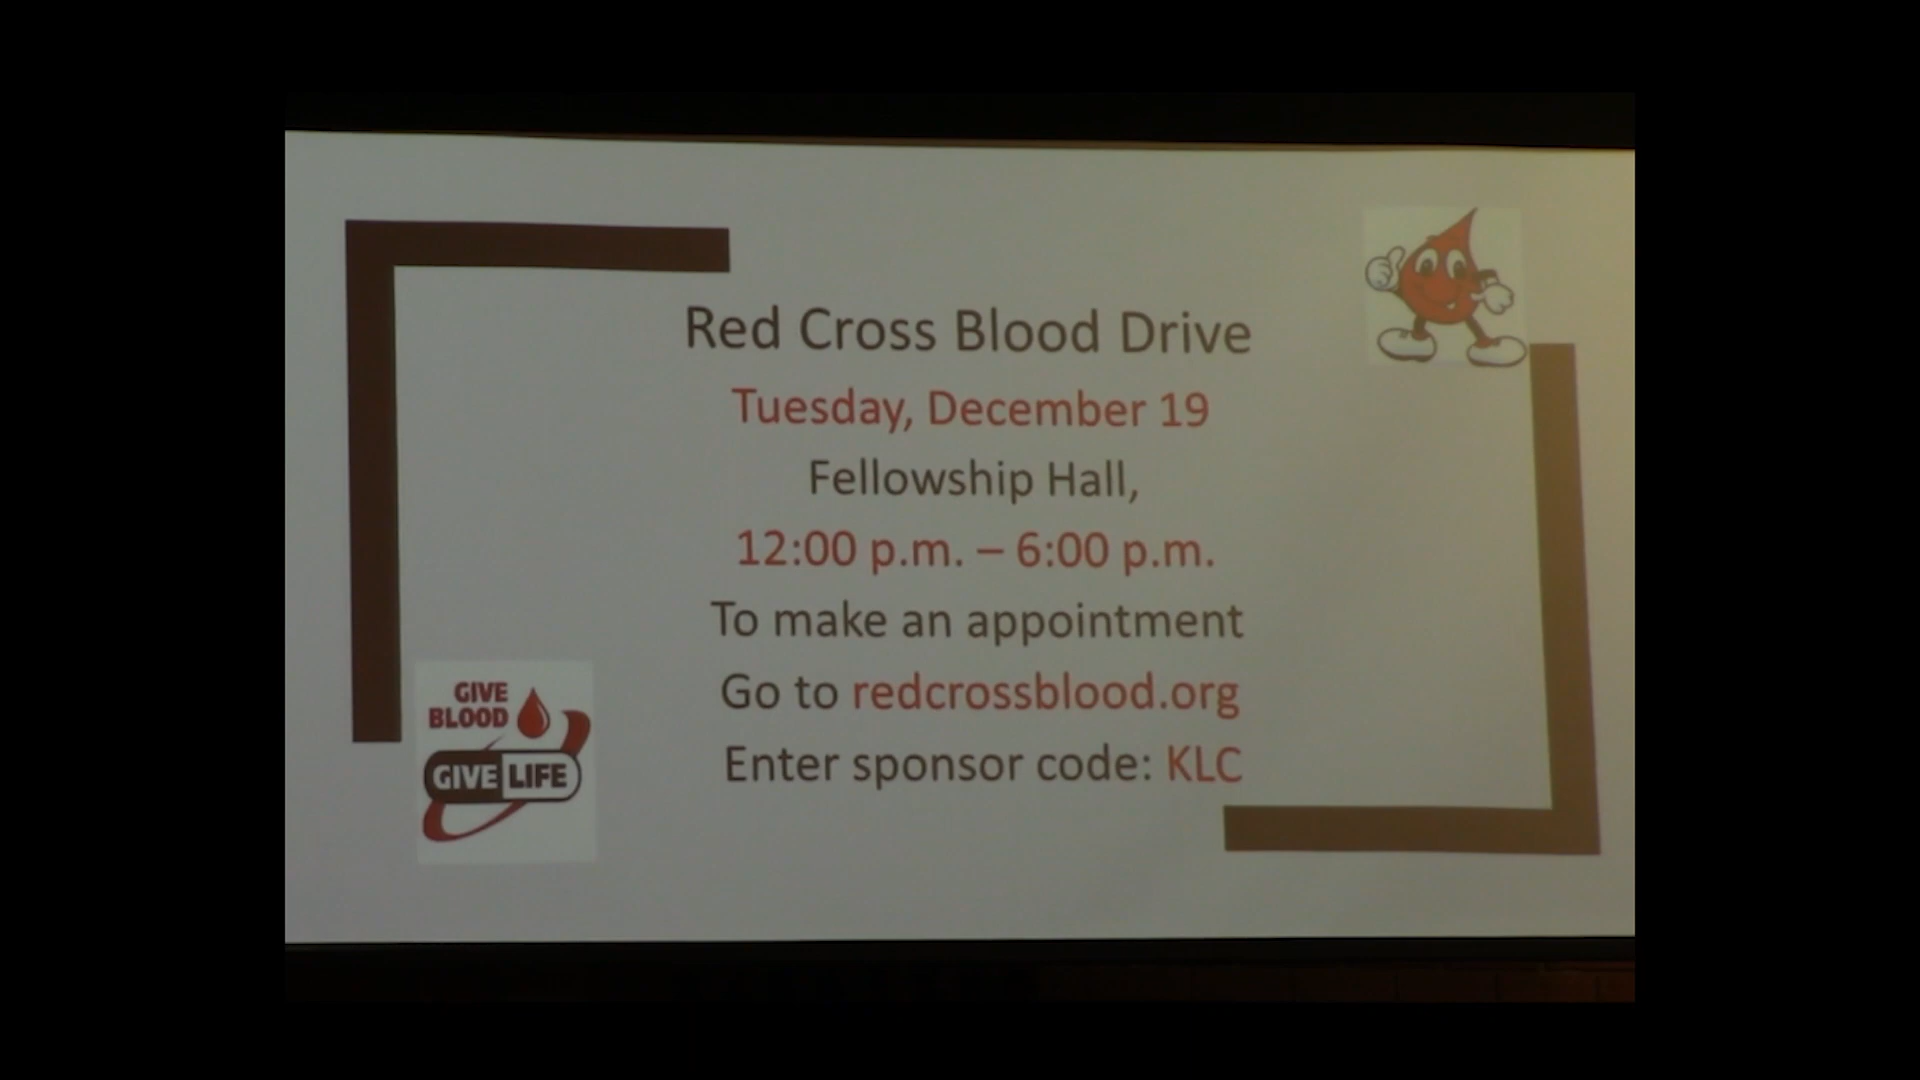 Red Cross Blood Drive
Tuesday, December 19
Fellowship Hall,
12:00 p.m. – 6:00 p.m.
To make an appointment
Go to redcrossblood.org
Enter sponsor code: KLC
GIVE
BLOOD
GIVE LIFE